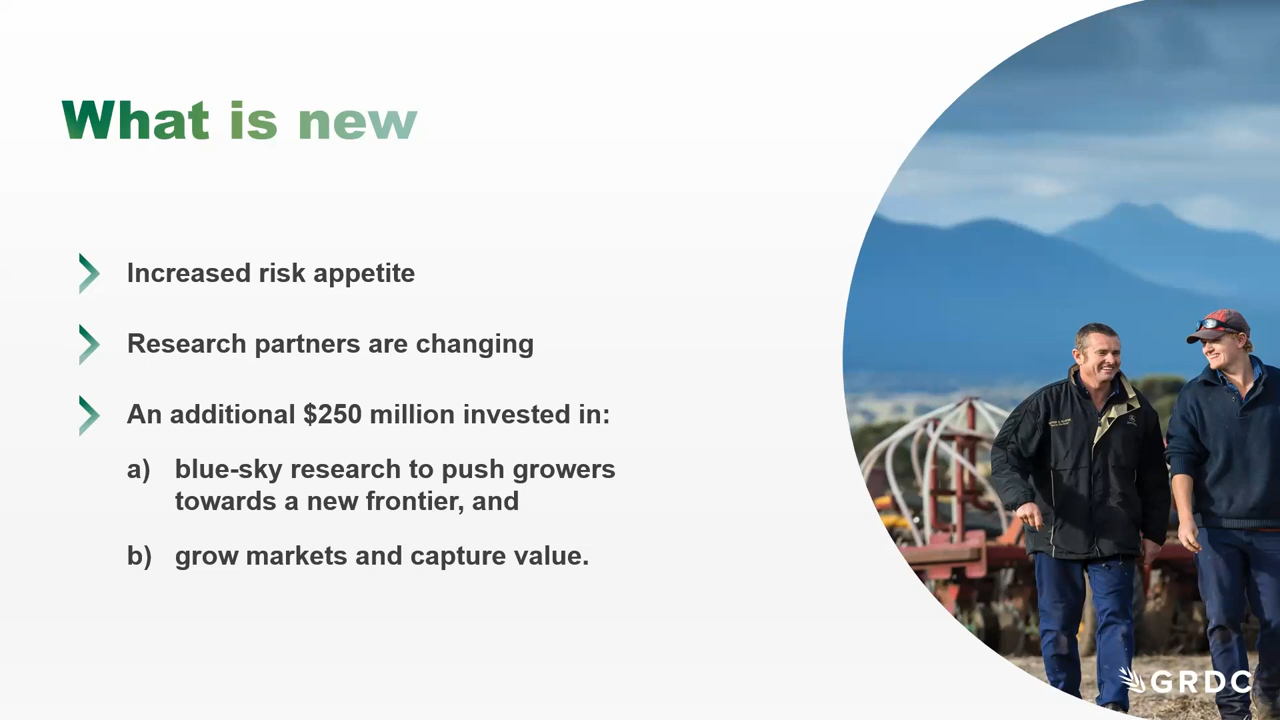 What is new
Increased risk appetite
Research partners are changing
An additional $250 million invested in:
a) blue-sky research to push growers
towards a new frontier, and
b) grow markets and capture value.
GRDC